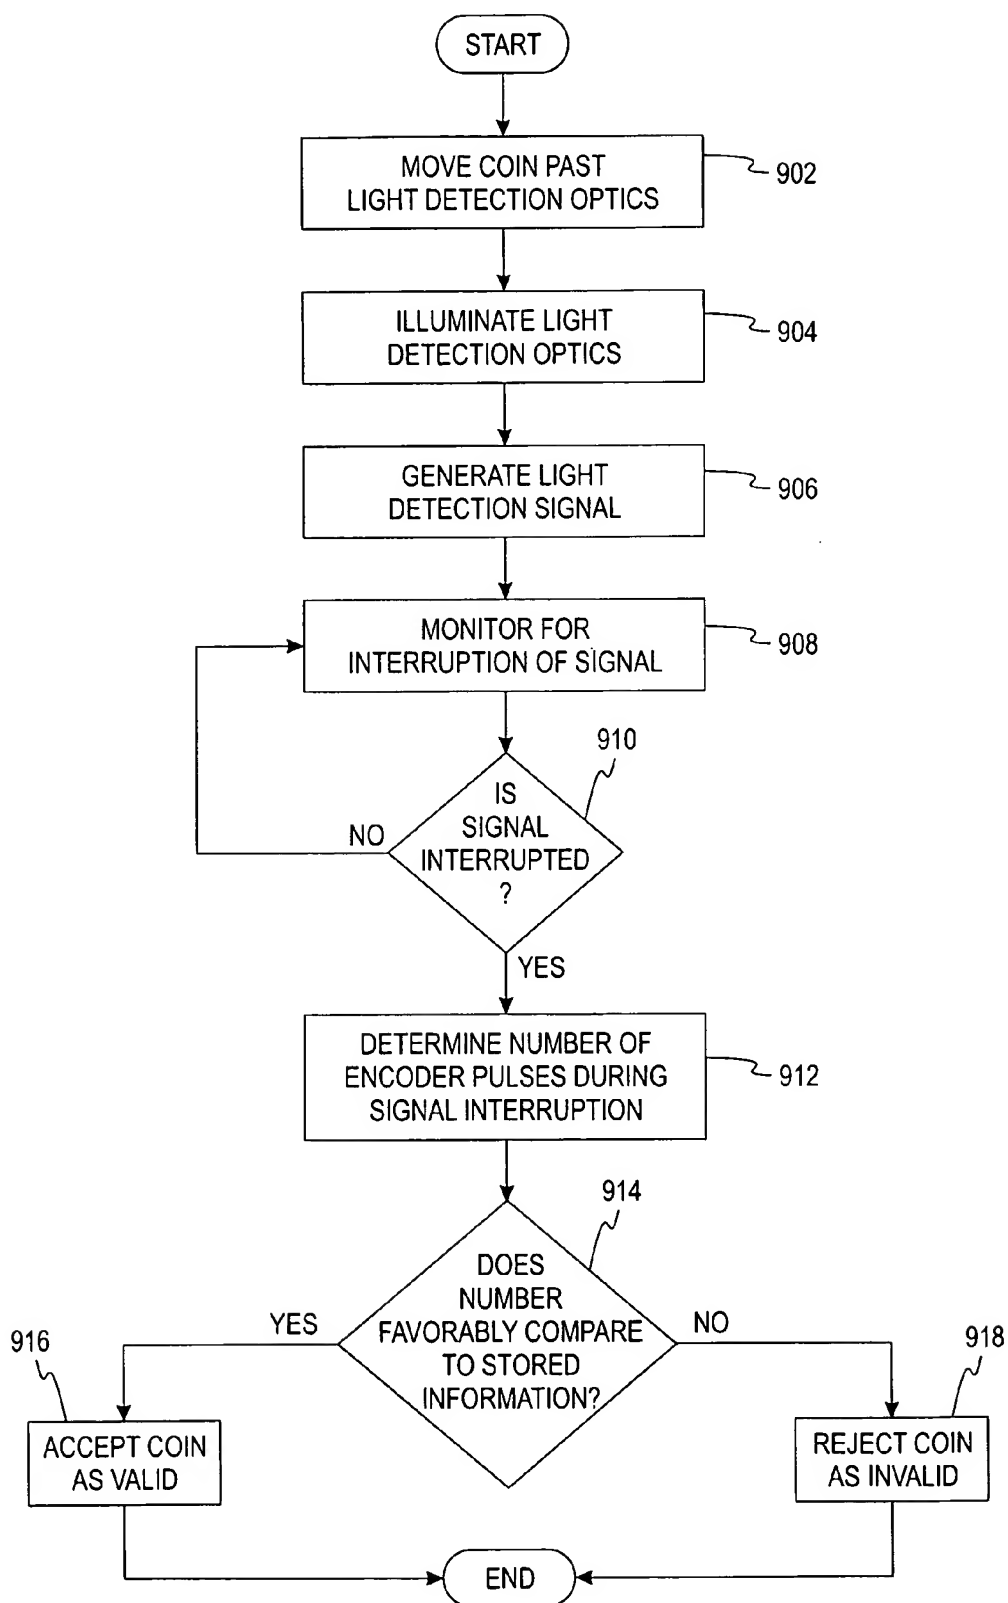 START
MOVE COIN PAST
LIGHT DETECTION OPTICS
902
ILLUMINATE LIGHT
DETECTION OPTICS
904
GENERATE LIGHT
DETECTION SIGNAL
906
MONITOR FOR
INTERRUPTION OF SIGNAL
908
910
IS
SIGNAL
INTERRUPTED
?
NO
YES
DETERMINE NUMBER OF
ENCODER PULSES DURING
SIGNAL INTERRUPTION
912
914
DOES
NUMBER
FAVORABLY COMPARE
TO STORED
INFORMATION?
YES
NO
916
ACCEPT COIN
AS VALID
918
REJECT COIN
AS INVALID
END